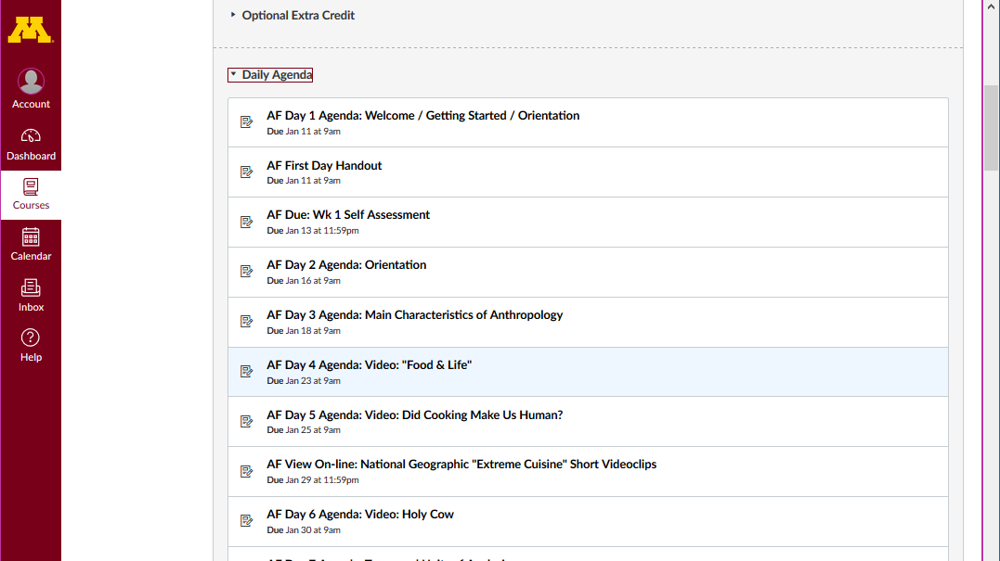 Optional Extra Credit
Daily Agenda
Account
Dashboard
Courses
Calendar
Inbox
Help
AF Day 1 Agenda: Welcome / Getting Started / Orientation
Due Jan 11 at 9am
AF First Day Handout
Due Jan 11 at 9am
AF Due: Wk 1 Self Assessment
Due Jan 13 at 11:59pm
AF Day 2 Agenda: Orientation
Due Jan 16 at 9am
AF Day 3 Agenda: Main Characteristics of Anthropology
Due Jan 18 at 9am
AF Day 4 Agenda: Video: "Food & Life"
Due Jan 23 at 9am
AF Day 5 Agenda: Video: Did Cooking Make Us Human?
Due Jan 25 at 9am
AF View On-line: National Geographic "Extreme Cuisine" Short Videoclips
Due Jan 29 at 11:59pm
AF Day 6 Agenda: Video: Holy Cow
Due Jan 30 at 9am